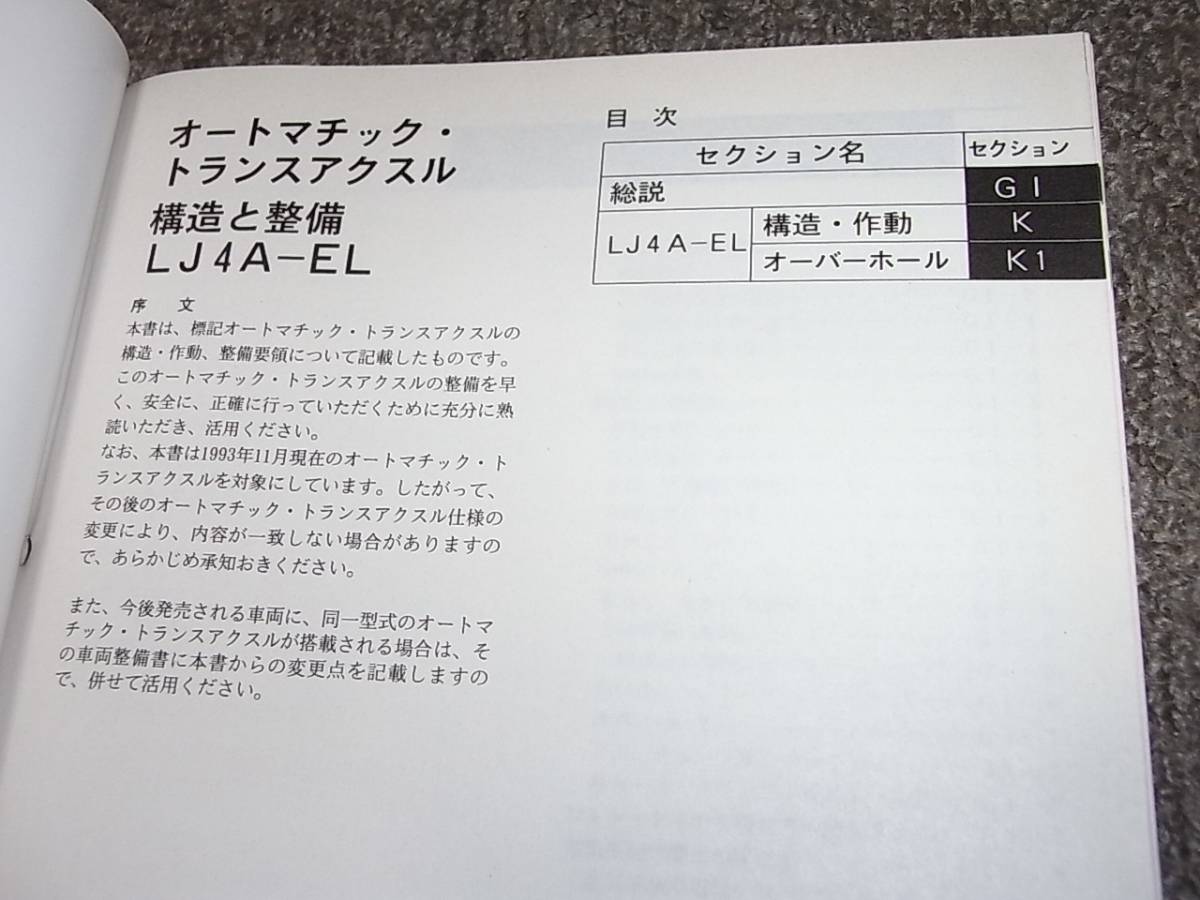 オートマチック・
トランスアクスル
構造と整備
LJ4A-EL
序 文
本書は、標記オートマチック・トランスアクスルの
構造・作動、整備要領について記載したものです。
このオートマチック・トランスアクスルの整備を早
く、安全に、正確に行っていただくために充分に熟
読いただき、活用ください。
なお、本書は1993年11月現在のオートマチック・ト
ランスアクスルを対象にしています。したがって、
その後のオートマチック・トランスアクスル仕様の
変更により、内容が一致しない場合がありますの
で、あらかじめ承知おきください。
また、今後発売される車両に、同一型式のオートマ
チック・トランスアクスルが搭載される場合は、そ
の車両整備書に本書からの変更点を記載しますの
で、併せて活用ください。
目 次
セクション名 セクション
総説 GI
LJ4A-EL 構造・作動 K
オーバーホール K1